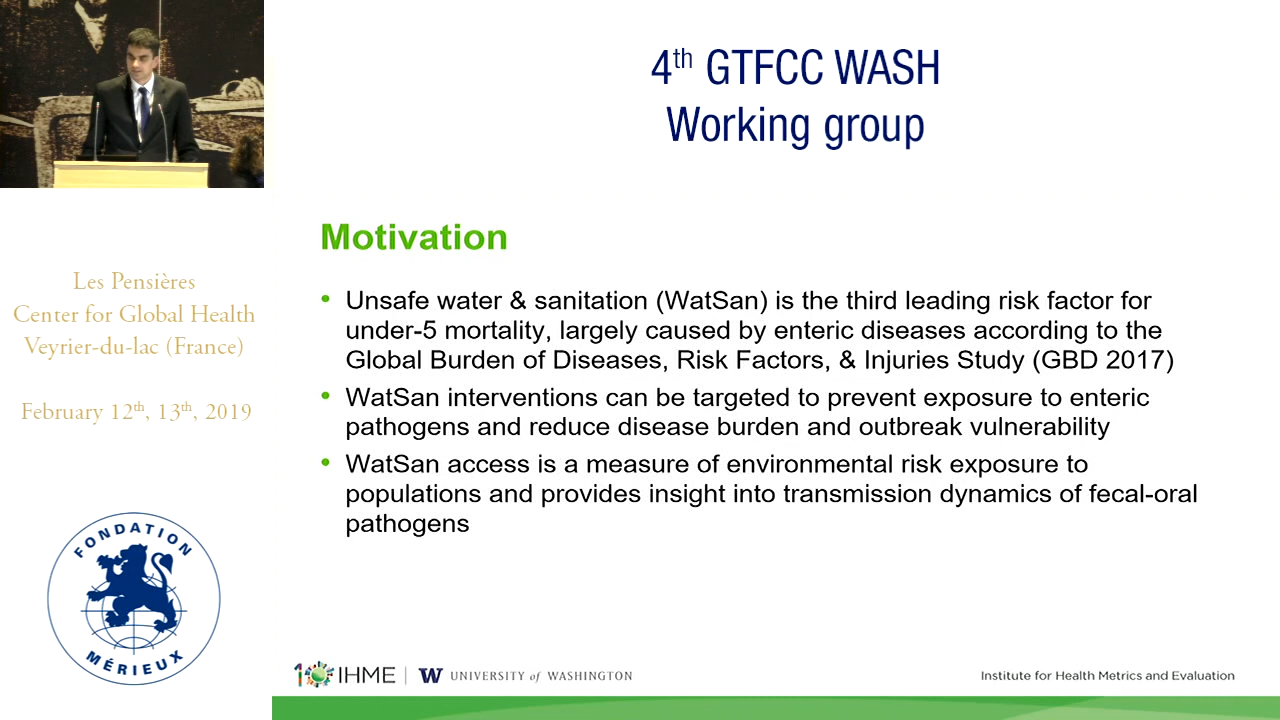 4th GTFCC WASH
Working group
Les Pensières
Center for Global Health
Veyrier-du-lac (France)
February 12th, 13th, 2019
FONDATION
MÉRIEUX
Motivation
• Unsafe water & sanitation (WatSan) is the third leading risk factor for
under-5 mortality, largely caused by enteric diseases according to the
Global Burden of Diseases, Risk Factors, & Injuries Study (GBD 2017)
• WatSan interventions can be targeted to prevent exposure to enteric
pathogens and reduce disease burden and outbreak vulnerability
• WatSan access is a measure of environmental risk exposure to
populations and provides insight into transmission dynamics of fecal-oral
pathogens
10 IHME | W UNIVERSITY of WASHINGTON
Institute for Health Metrics and Evaluation